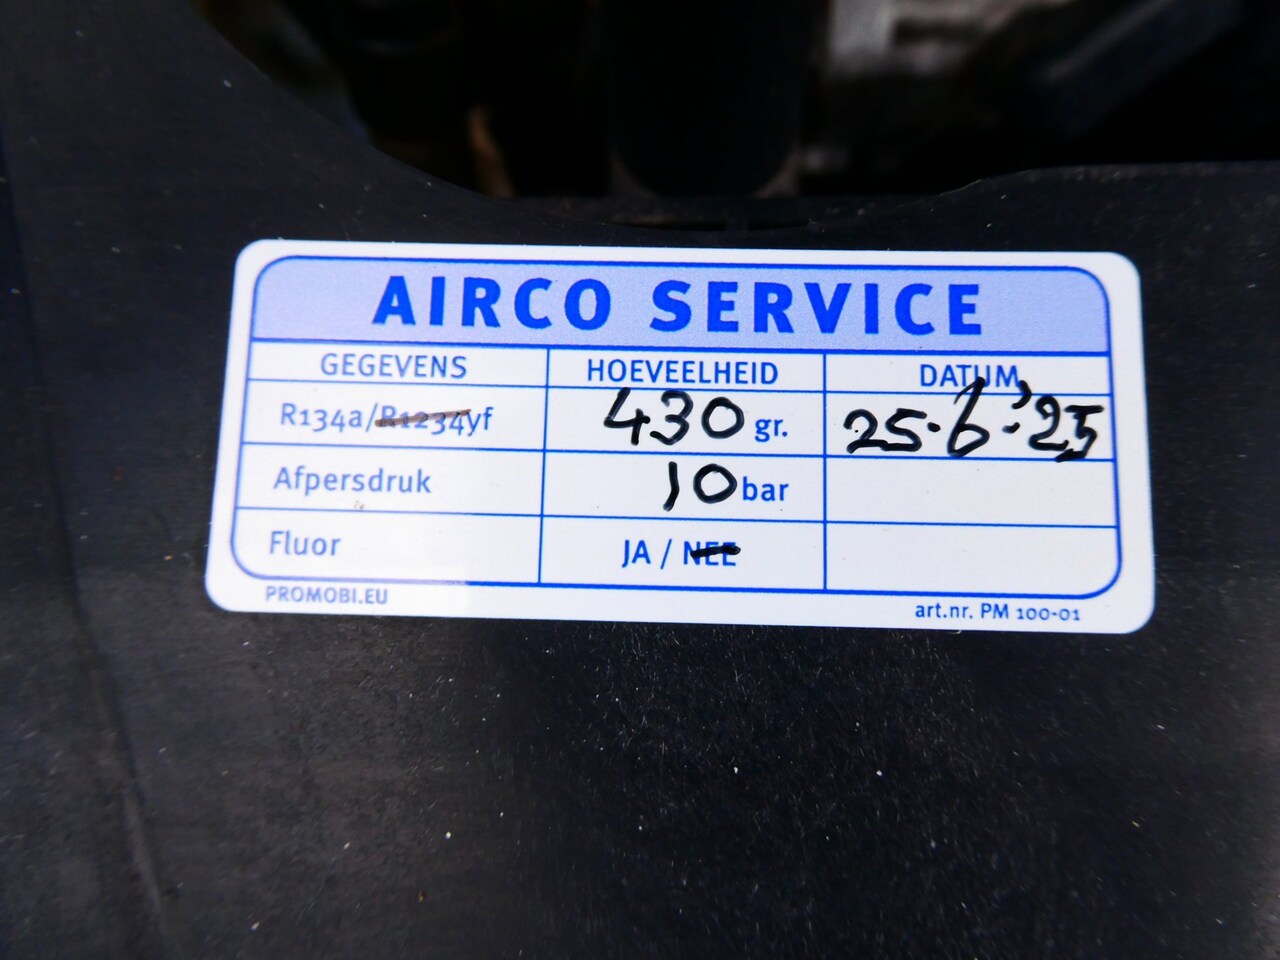 AIRCO SERVICE
GEGEVENS HOEVEELHEID DATUM
R134a/R1234yf 430 gr. 25-6-'25
Afpersdruk 10 bar
Fluor JA / NEE
PROMOBI.EU art.nr. PM 100-01